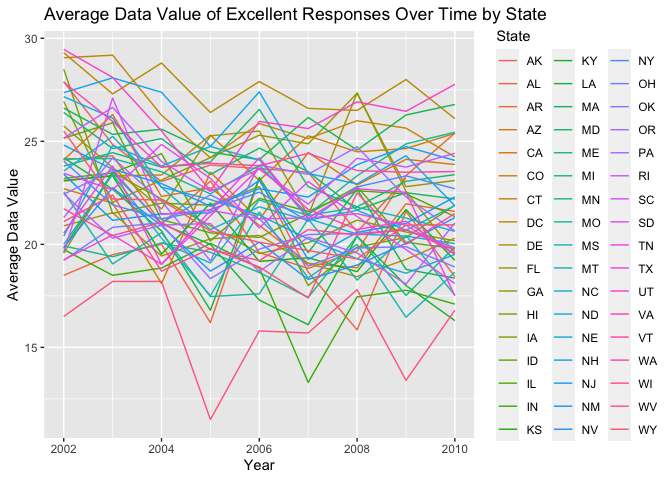 Average Data Value of Excellent Responses Over Time by State
State
30
25
20
15
Average Data Value
2002 2004 2006 2008 2010
Year
AK KY NY
AL LA OH
AR MA OK
AZ MD OR
CA ME PA
CO MI RI
CT MN SC
DC MO SD
DE MS TN
FL MT TX
GA NC UT
HI ND VA
IA NE VT
ID NH WA
IL NJ WI
IN NM WV
KS NV WY